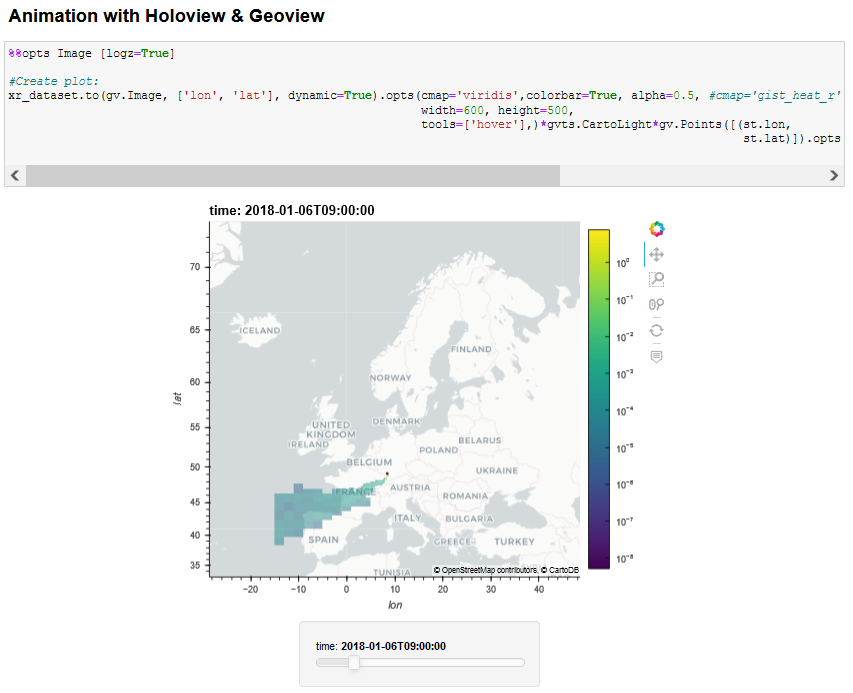 Animation with Holoview & Geoview
%%opts Image [logz=True]
#Create plot:
xr_dataset.to(gv.Image, ['lon', 'lat'], dynamic=True).opts(cmap='viridis',colorbar=True, alpha=0.5, #cmap='gist_heat_r'
width=600, height=500,
tools=['hover'],)*gvts.CartoLight*gv.Points([(st.lon,
st.lat)]).opts
time: 2018-01-06T09:00:00
70
65
60
55
50
45
40
35
lat
ICELAND
FINLAND
NORWAY
UNITED
KINGDOM
DENMARK
IRELAND
BELARUS
POLAND
BELGIUM
UKRAINE
FRANCE
AUSTRIA
ROMANIA
ITALY
BULGARIA
SPAIN
GREECE
TURKEY
TUNISIA
© OpenStreetMap contributors, © CartoDB
-20 -10 0 10 20 30 40
lon
10⁰
10⁻¹
10⁻²
10⁻³
10⁻⁴
10⁻⁵
10⁻⁶
10⁻⁷
10⁻⁸
time: 2018-01-06T09:00:00